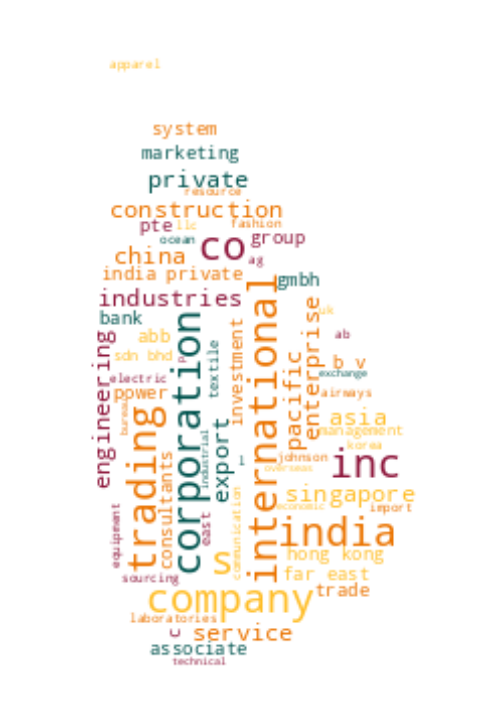 apparel
system
marketing
private
resource
construction
pte llc fashion
ocean co group
china ag
india private gmbh
industries
bank
uk
abb
ab
sdn bhd
b v
exchange
electric
power
airways
engineering
bureau
trading
consultants
corporation
industrial
textile
export
investment
international
pacific
enterprise
asia
management
korea
johnson
overseas
inc
l
singapore
economic
import
equipment
east
communication
s
india
hong kong
far east
sourcing
trade
company
laboratories
c service
associate
technical